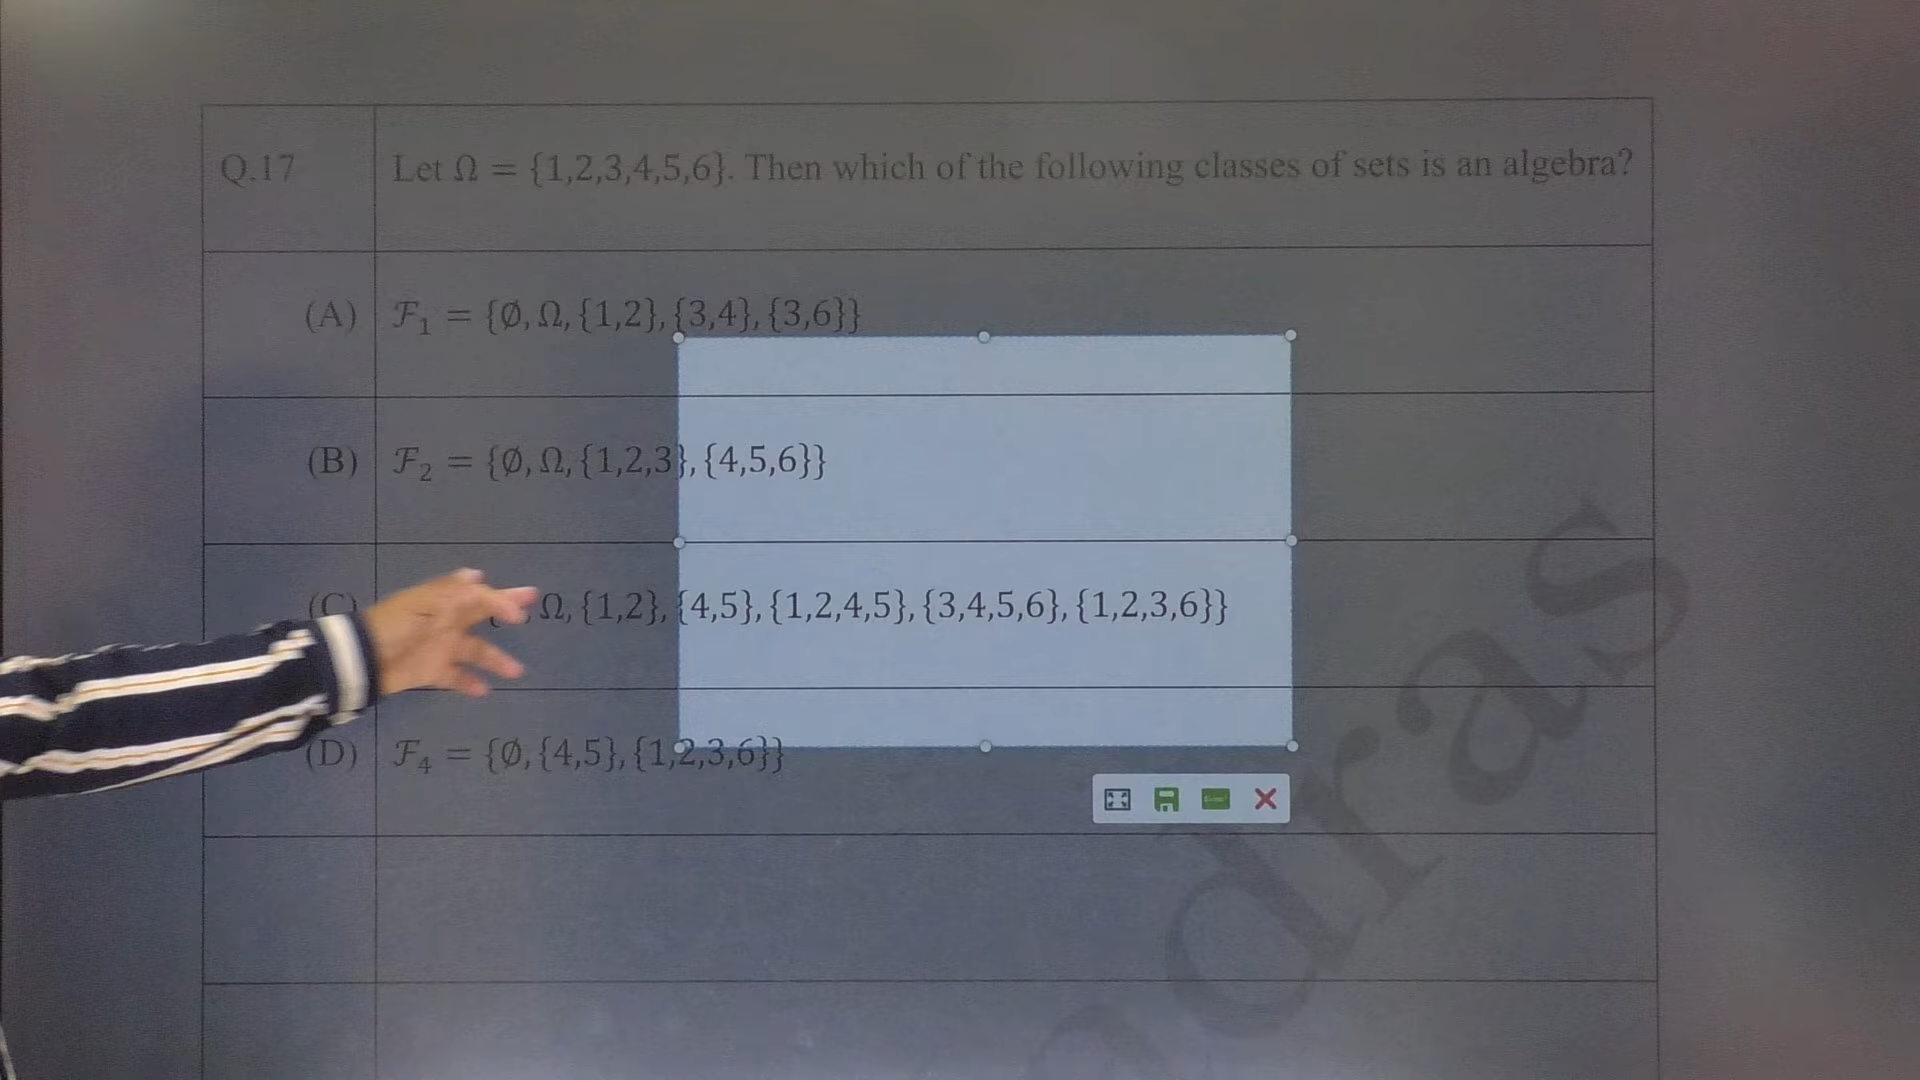 Q.17 Let Ω = {1,2,3,4,5,6}. Then which of the following classes of sets is an algebra?
(A) ℱ₁ = {∅, Ω, {1,2}, {3,4}, {3,6}}
(B) ℱ₂ = {∅, Ω, {1,2,3}, {4,5,6}}
(C) Ω, {1,2}, {4,5}, {1,2,4,5}, {3,4,5,6}, {1,2,3,6}}
(D) ℱ₄ = {∅, {4,5}, {1,2,3,6}}
adras